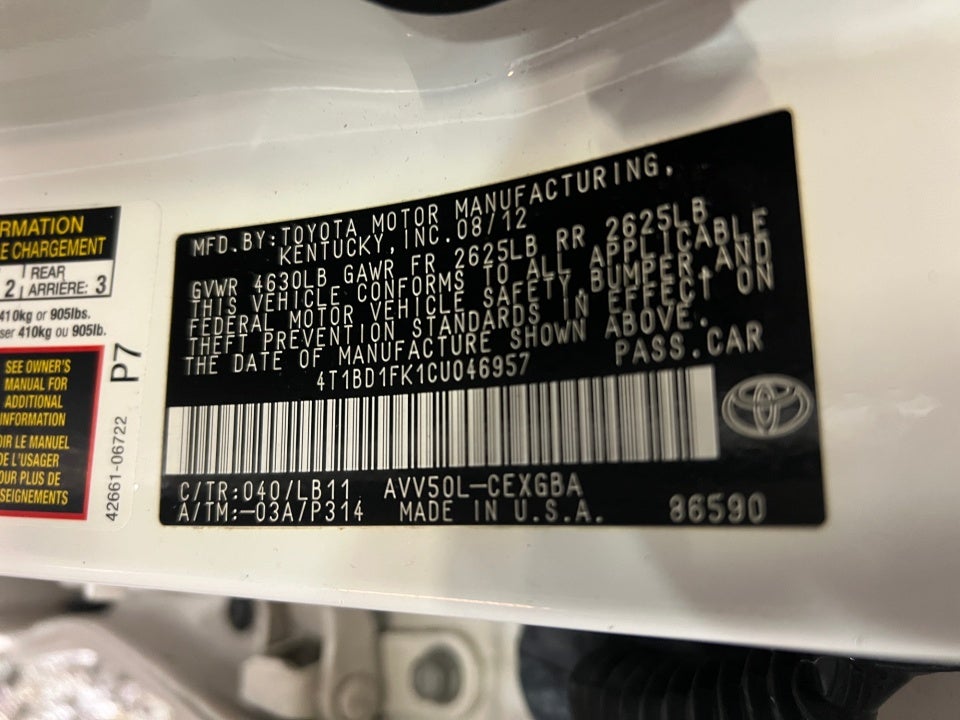 RMATION
E CHARGEMENT
2 REAR
ARRIÈRE: 3
410kg or 905lbs.
ser 410kg ou 905lb.
SEE OWNER'S
MANUAL FOR
ADDITIONAL
INFORMATION
OIR LE MANUEL
DE L'USAGER
OUR PLUS DE
SEIGNEMENTS
P7
42661-06722
MFD.BY:TOYOTA MOTOR MANUFACTURING,
KENTUCKY,INC.08/12
GVWR 4630LB GAWR FR 2625LB RR 2625LB
THIS VEHICLE CONFORMS TO ALL APPLICABLE
FEDERAL MOTOR VEHICLE SAFETY,BUMPER,AND
THEFT PREVENTION STANDARDS IN EFFECT ON
THE DATE OF MANUFACTURE SHOWN ABOVE.
PASS.CAR
4T1BD1FK1CU046957
C/TR:040/LB11 AVV50L-CEXGBA
A/TM:-03A/P314 MADE IN U.S.A. 86590